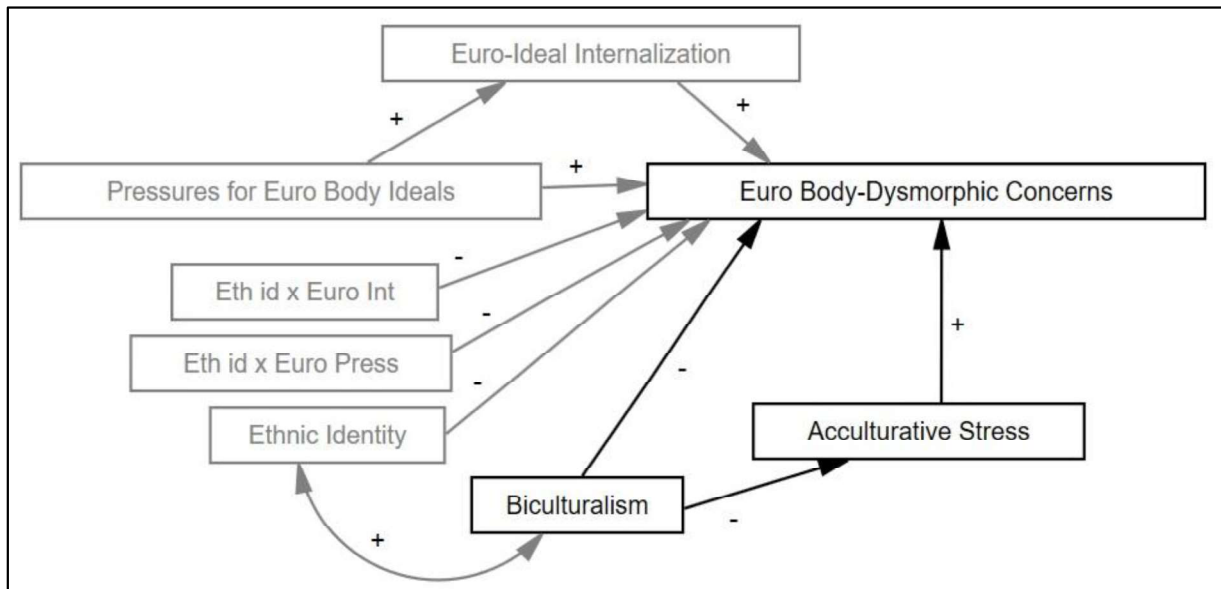 Euro-Ideal Internalization
+
+
Pressures for Euro Body Ideals
+
Euro Body-Dysmorphic Concerns
Eth id x Euro Int
-
Eth id x Euro Press
-
Ethnic Identity
-
-
+
Acculturative Stress
Biculturalism
-
+